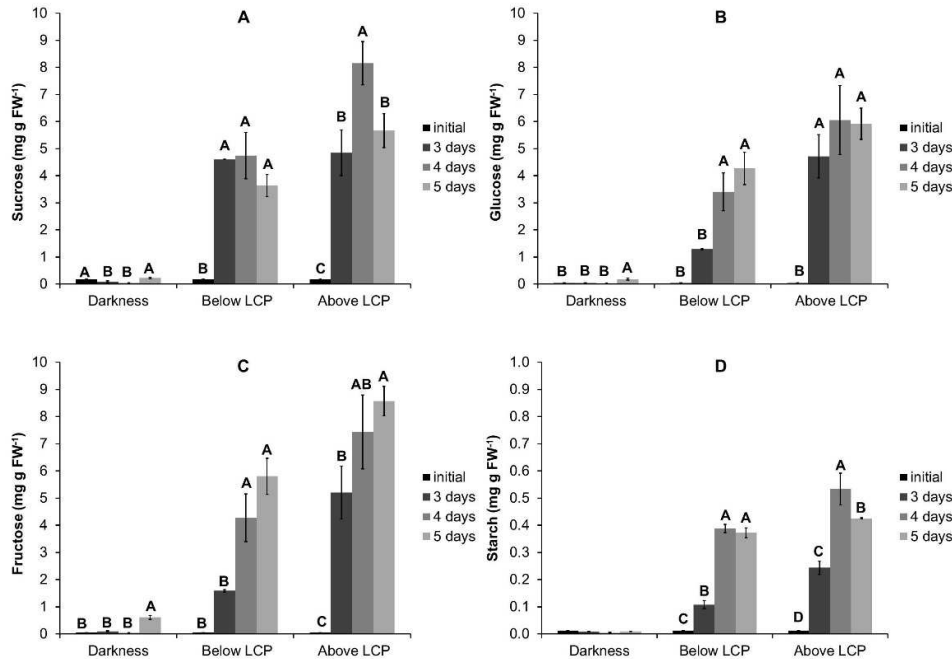 A
10
9
8
7
6
5
4
3
2
1
0
Sucrose (mg g FW⁻¹)
A B B A
B A A A
C B A B
Darkness Below LCP Above LCP
initial
3 days
4 days
5 days
B
10
9
8
7
6
5
4
3
2
1
0
Glucose (mg g FW⁻¹)
B B B A
B B A A
B A A A
Darkness Below LCP Above LCP
initial
3 days
4 days
5 days
C
10
9
8
7
6
5
4
3
2
1
0
Fructose (mg g FW⁻¹)
B B B A
B B A A
C B AB A
Darkness Below LCP Above LCP
initial
3 days
4 days
5 days
D
1.0
0.9
0.8
0.7
0.6
0.5
0.4
0.3
0.2
0.1
0.0
Starch (mg g FW⁻¹)
C B A A
D C A B
Darkness Below LCP Above LCP
initial
3 days
4 days
5 days